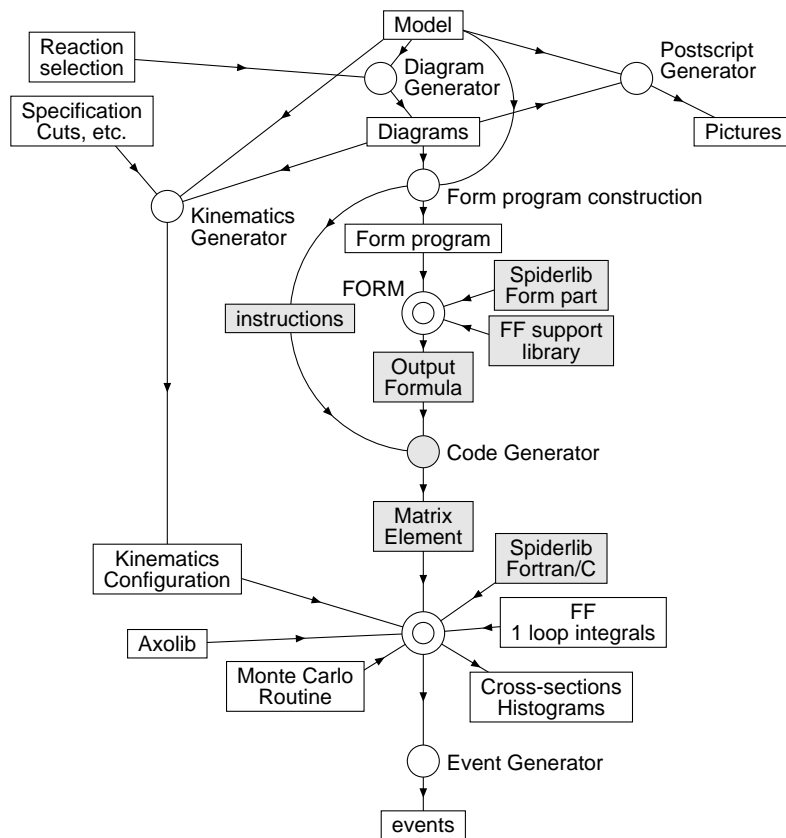 Model
Reaction
selection
Diagram
Generator
Postscript
Generator
Specification
Cuts, etc.
Diagrams
Pictures
Kinematics
Generator
Form program construction
Form program
FORM
Spiderlib
Form part
instructions
FF support
library
Output
Formula
Code Generator
Matrix
Element
Kinematics
Configuration
Spiderlib
Fortran/C
FF
1 loop integrals
Axolib
Monte Carlo
Routine
Cross-sections
Histograms
Event Generator
events